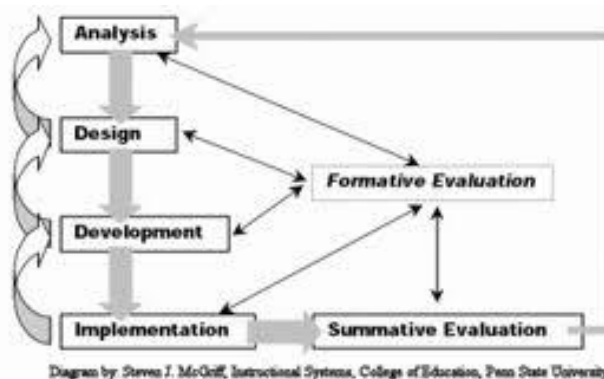 Analysis
Design
Formative Evaluation
Development
Implementation
Summative Evaluation
Diagram by: Steven J. McGriff, Instructional Systems, College of Education, Penn State University